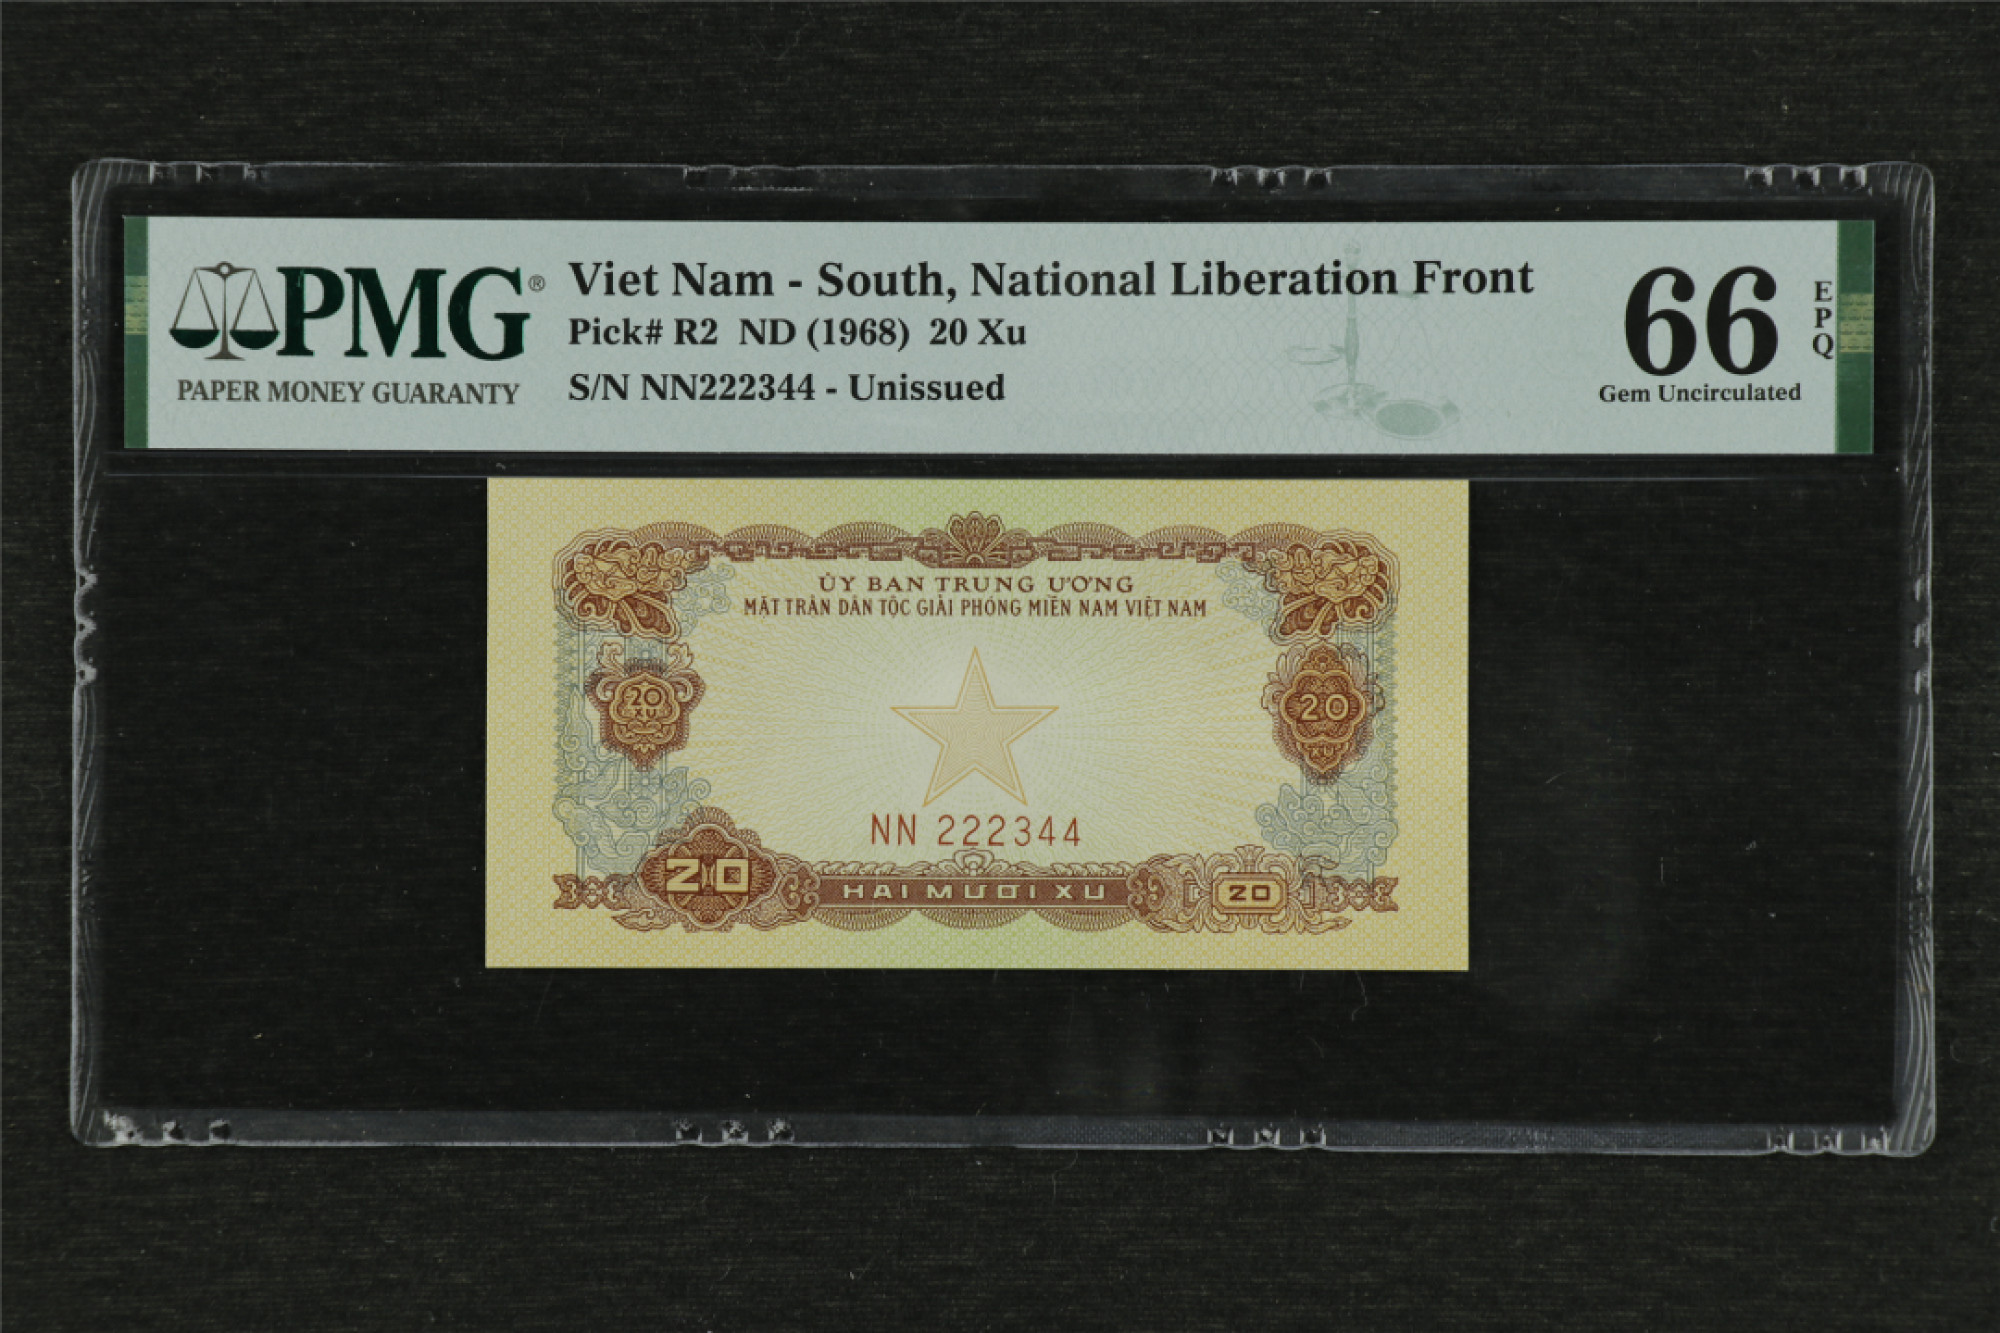 PMG®
PAPER MONEY GUARANTY
Viet Nam - South, National Liberation Front
Pick# R2 ND (1968) 20 Xu
S/N NN222344 - Unissued
66
EPQ
Gem Uncirculated
ỦY BAN TRUNG ƯƠNG
MẶT TRẬN DÂN TỘC GIẢI PHÓNG MIỀN NAM VIỆT NAM
20
XU
20
XU
NN 222344
20
HAI MƯƠI XU
20